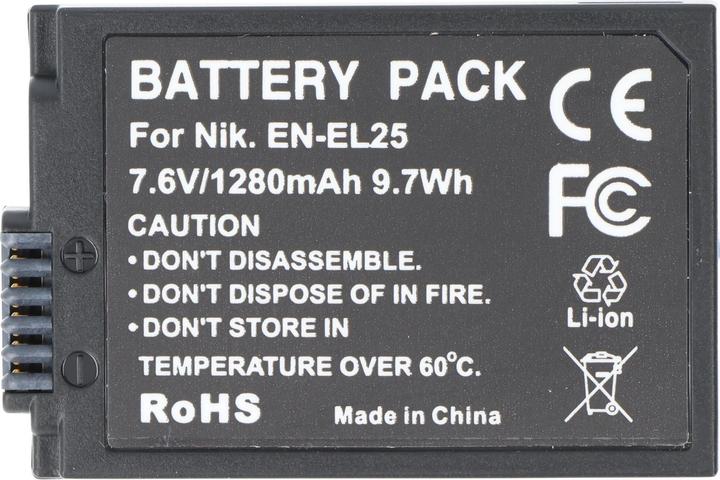 BATTERY PACK
For Nik. EN-EL25
7.6V/1280mAh 9.7Wh
CAUTION
•DON'T DISASSEMBLE.
•DON'T DISPOSE OF IN FIRE.
•DON'T STORE IN
TEMPERATURE OVER 60°C.
RoHS
Made in China
CE
FC
Li-ion
+
-